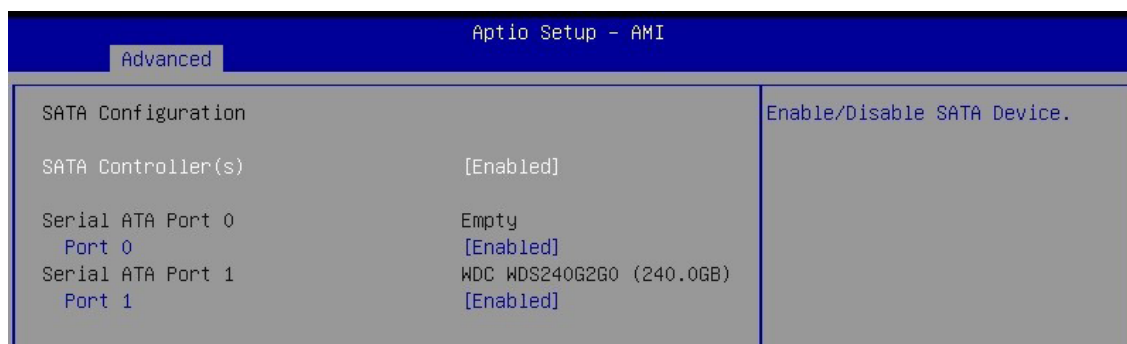 Aptio Setup - AMI
Advanced
SATA Configuration
Enable/Disable SATA Device.
SATA Controller(s) [Enabled]
Serial ATA Port 0 Empty
Port 0 [Enabled]
Serial ATA Port 1 WDC WDS240G2G0 (240.0GB)
Port 1 [Enabled]